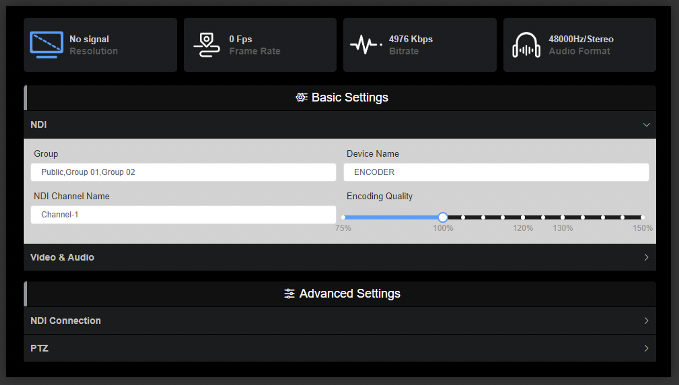 No signal
Resolution
0 Fps
Frame Rate
4976 Kbps
Bitrate
48000Hz/Stereo
Audio Format
Basic Settings
NDI
Group
Device Name
Public,Group 01,Group 02
ENCODER
NDI Channel Name
Encoding Quality
Channel-1
75% 100% 120% 130% 150%
Video & Audio
Advanced Settings
NDI Connection
PTZ